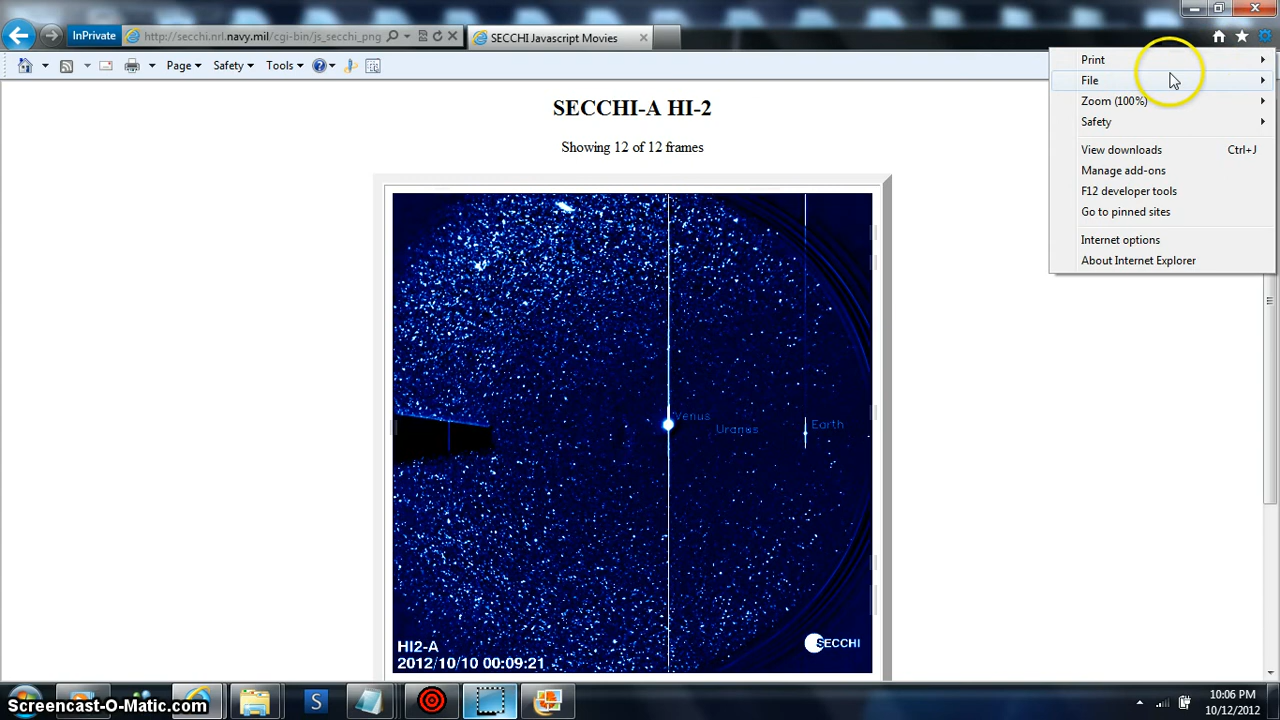 InPrivate
http://secchi.nrl.navy.mil/cgi-bin/js_secchi_png
SECCHI Javascript Movies
Page
Safety
Tools
Print
File
Zoom (100%)
Safety
View downloads Ctrl+J
Manage add-ons
F12 developer tools
Go to pinned sites
Internet options
About Internet Explorer
SECCHI-A HI-2
Showing 12 of 12 frames
Venus
Uranus
Earth
HI2-A
2012/10/10 00:09:21
SECCHI
Screencast-O-Matic.com
S
10:06 PM
10/12/2012